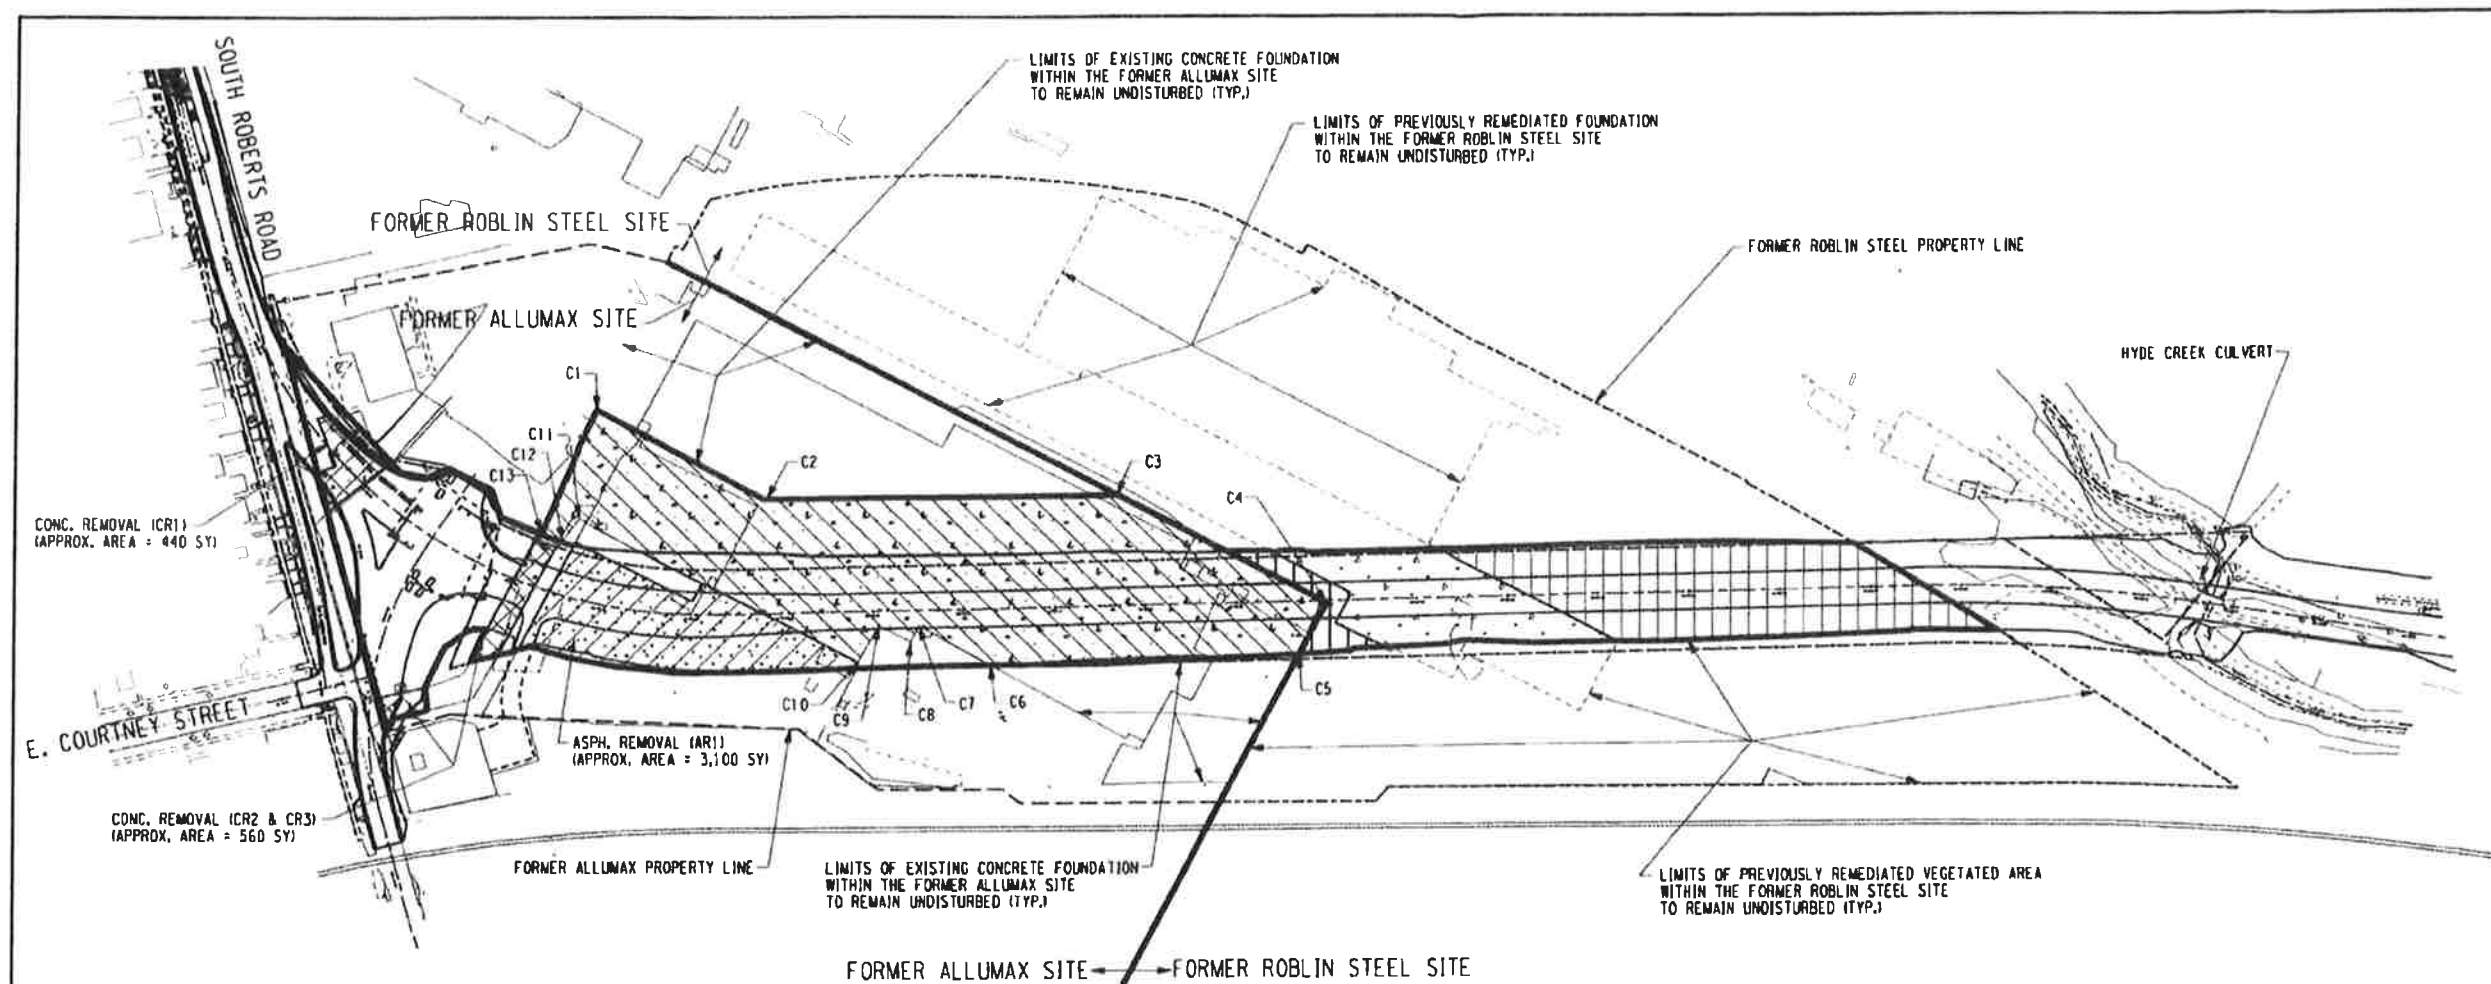 SOUTH ROBERTS ROAD
LIMITS OF EXISTING CONCRETE FOUNDATION
WITHIN THE FORMER ALLUMAX SITE
TO REMAIN UNDISTURBED (TYP.)
LIMITS OF PREVIOUSLY REMEDIATED FOUNDATION
WITHIN THE FORMER ROBLIN STEEL SITE
TO REMAIN UNDISTURBED (TYP.)
FORMER ROBLIN STEEL SITE
FORMER ROBLIN STEEL PROPERTY LINE
FORMER ALLUMAX SITE
HYDE CREEK CULVERT
C1
C11
C12
C13
C2
C3
C4
CONC. REMOVAL (CR1)
(APPROX. AREA = 440 SY)
C10
C9
C8
C7
C6
C5
E. COURTNEY STREET
ASPH. REMOVAL (AR1)
(APPROX. AREA = 3,100 SY)
CONC. REMOVAL (CR2 & CR3)
(APPROX. AREA = 560 SY)
FORMER ALLUMAX PROPERTY LINE
LIMITS OF EXISTING CONCRETE FOUNDATION
WITHIN THE FORMER ALLUMAX SITE
TO REMAIN UNDISTURBED (TYP.)
LIMITS OF PREVIOUSLY REMEDIATED VEGETATED AREA
WITHIN THE FORMER ROBLIN STEEL SITE
TO REMAIN UNDISTURBED (TYP.)
FORMER ALLUMAX SITE
FORMER ROBLIN STEEL SITE